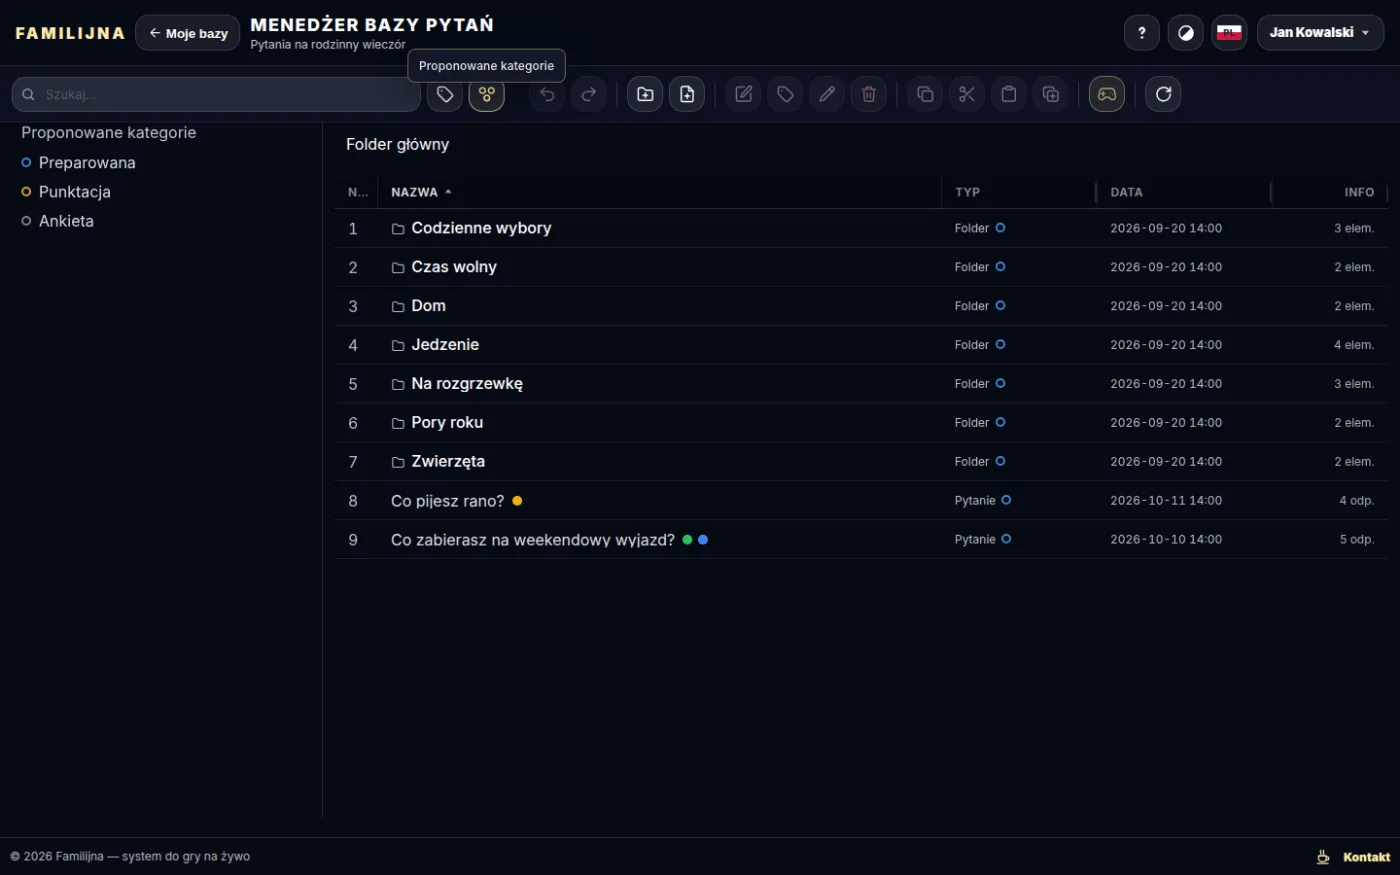 FAMILIJNA
← Moje bazy
MENEDŻER BAZY PYTAŃ
Pytania na rodzinny wieczór
?
PL
Jan Kowalski
Proponowane kategorie
Szukaj...
Proponowane kategorie
Preparowana
Punktacja
Ankieta
Folder główny
N... NAZWA TYP DATA INFO
1 Codzienne wybory Folder 2026-09-20 14:00 3 elem.
2 Czas wolny Folder 2026-09-20 14:00 2 elem.
3 Dom Folder 2026-09-20 14:00 2 elem.
4 Jedzenie Folder 2026-09-20 14:00 4 elem.
5 Na rozgrzewkę Folder 2026-09-20 14:00 3 elem.
6 Pory roku Folder 2026-09-20 14:00 2 elem.
7 Zwierzęta Folder 2026-09-20 14:00 2 elem.
8 Co pijesz rano? Pytanie 2026-10-11 14:00 4 odp.
9 Co zabierasz na weekendowy wyjazd? Pytanie 2026-10-10 14:00 5 odp.
© 2026 Familijna — system do gry na żywo
Kontakt